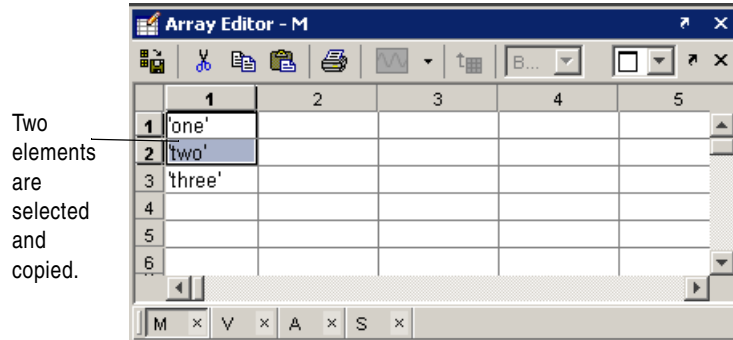 Array Editor - M
B...
1 2 3 4 5
1 'one'
2 'two'
3 'three'
4
5
6
M V A S
Two
elements
are
selected
and
copied.